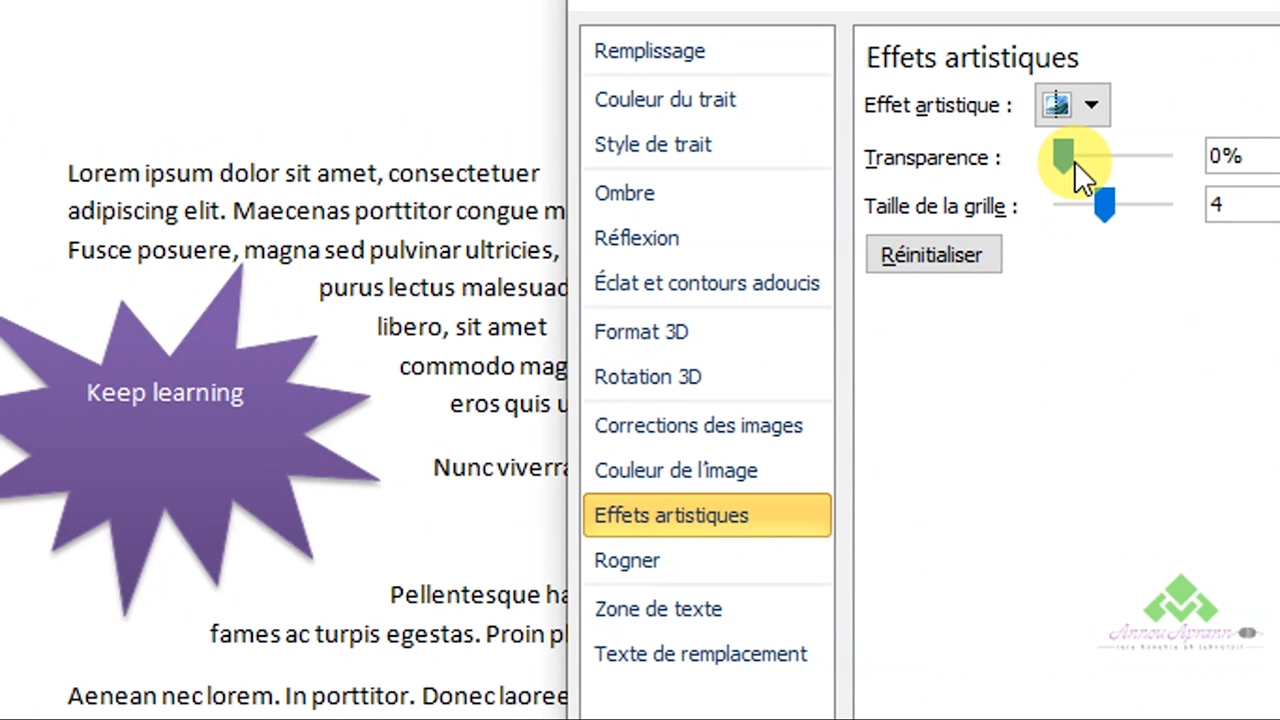 Lorem ipsum dolor sit amet, consectetuer
adipiscing elit. Maecenas porttitor congue m
Fusce posuere, magna sed pulvinar ultricies,
purus lectus malesuad
libero, sit amet
commodo mag
eros quis u
Keep learning
Nunc viverra
Pellentesque ha
fames ac turpis egestas. Proin pl
Aenean nec lorem. In porttitor. Donec laoree
Remplissage
Couleur du trait
Style de trait
Ombre
Réflexion
Éclat et contours adoucis
Format 3D
Rotation 3D
Corrections des images
Couleur de l'image
Effets artistiques
Rogner
Zone de texte
Texte de remplacement
Effets artistiques
Effet artistique :
Transparence : 0%
Taille de la grille : 4
Réinitialiser
Annou Aprann